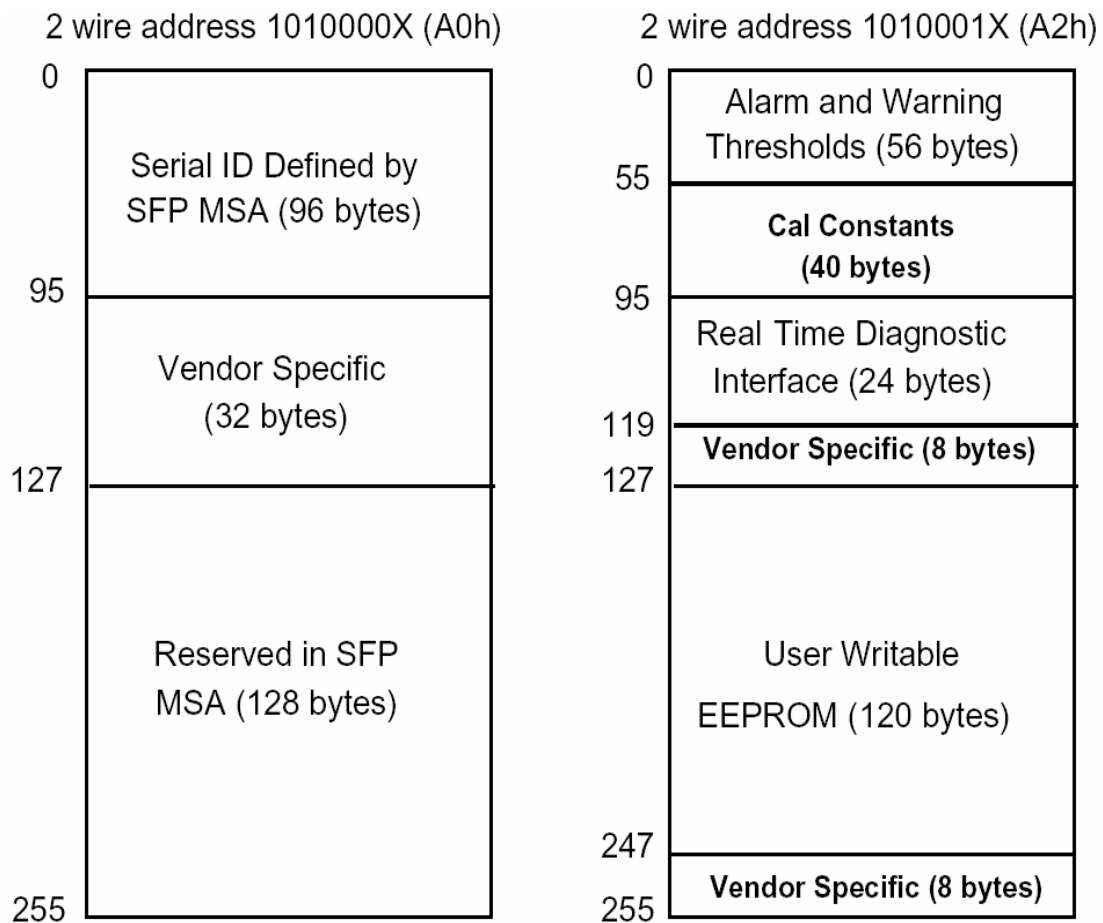 2 wire address 1010000X (A0h)
0
Serial ID Defined by
SFP MSA (96 bytes)
95
Vendor Specific
(32 bytes)
127
Reserved in SFP
MSA (128 bytes)
255
2 wire address 1010001X (A2h)
0
Alarm and Warning
Thresholds (56 bytes)
55
Cal Constants
(40 bytes)
95
Real Time Diagnostic
Interface (24 bytes)
119
Vendor Specific (8 bytes)
127
User Writable
EEPROM (120 bytes)
247
Vendor Specific (8 bytes)
255